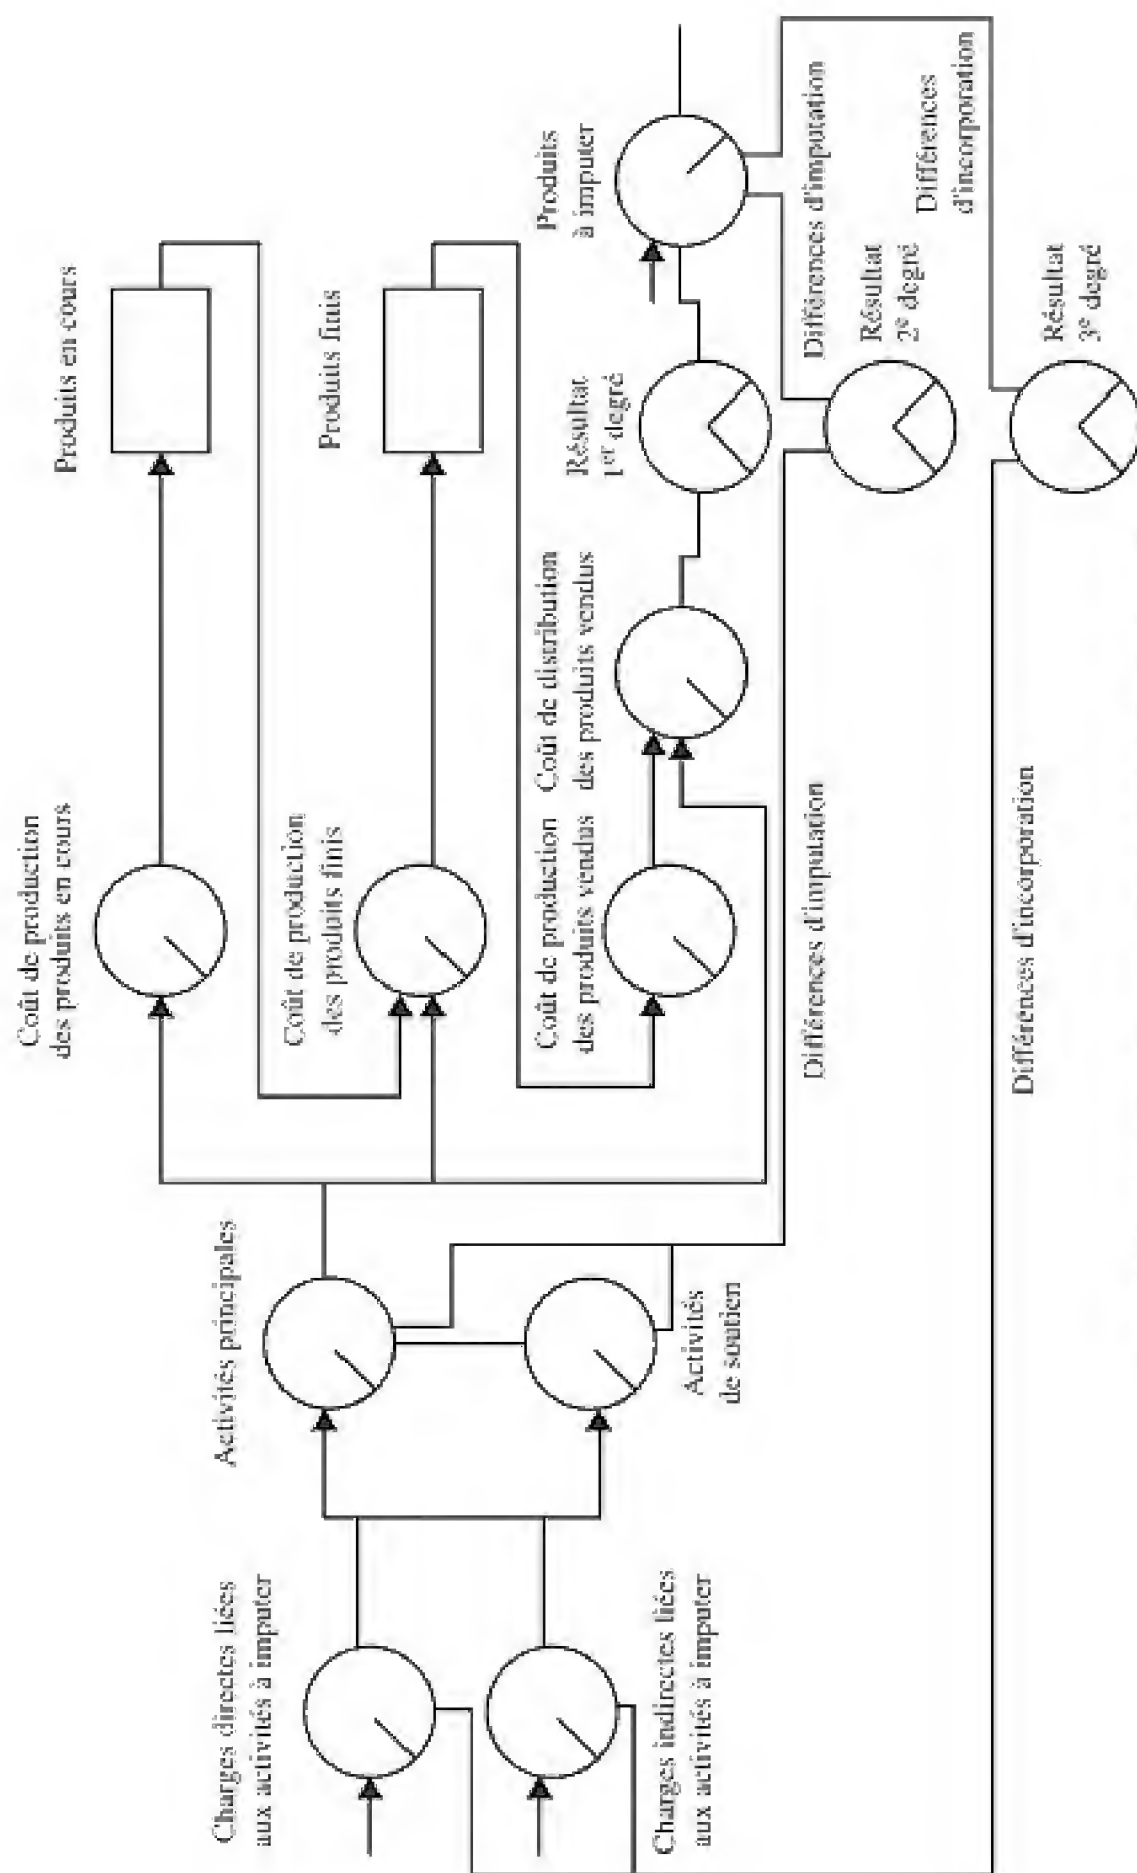 Charges directes liées
aux activités à imputer
Charges indirectes liées
aux activités à imputer
Activités principales
Activités
de soutien
Coût de production
des produits en cours
Produits en cours
Coût de production
des produits finis
Produits finis
Coût de production
des produits vendus
Coût de distribution
des produits vendus
Résultat
1er degré
Produits
à imputer
Différences d'imputation
Différences d'imputation
Résultat
2e degré
Différences
d'incorporation
Différences d'incorporation
Résultat
3e degré